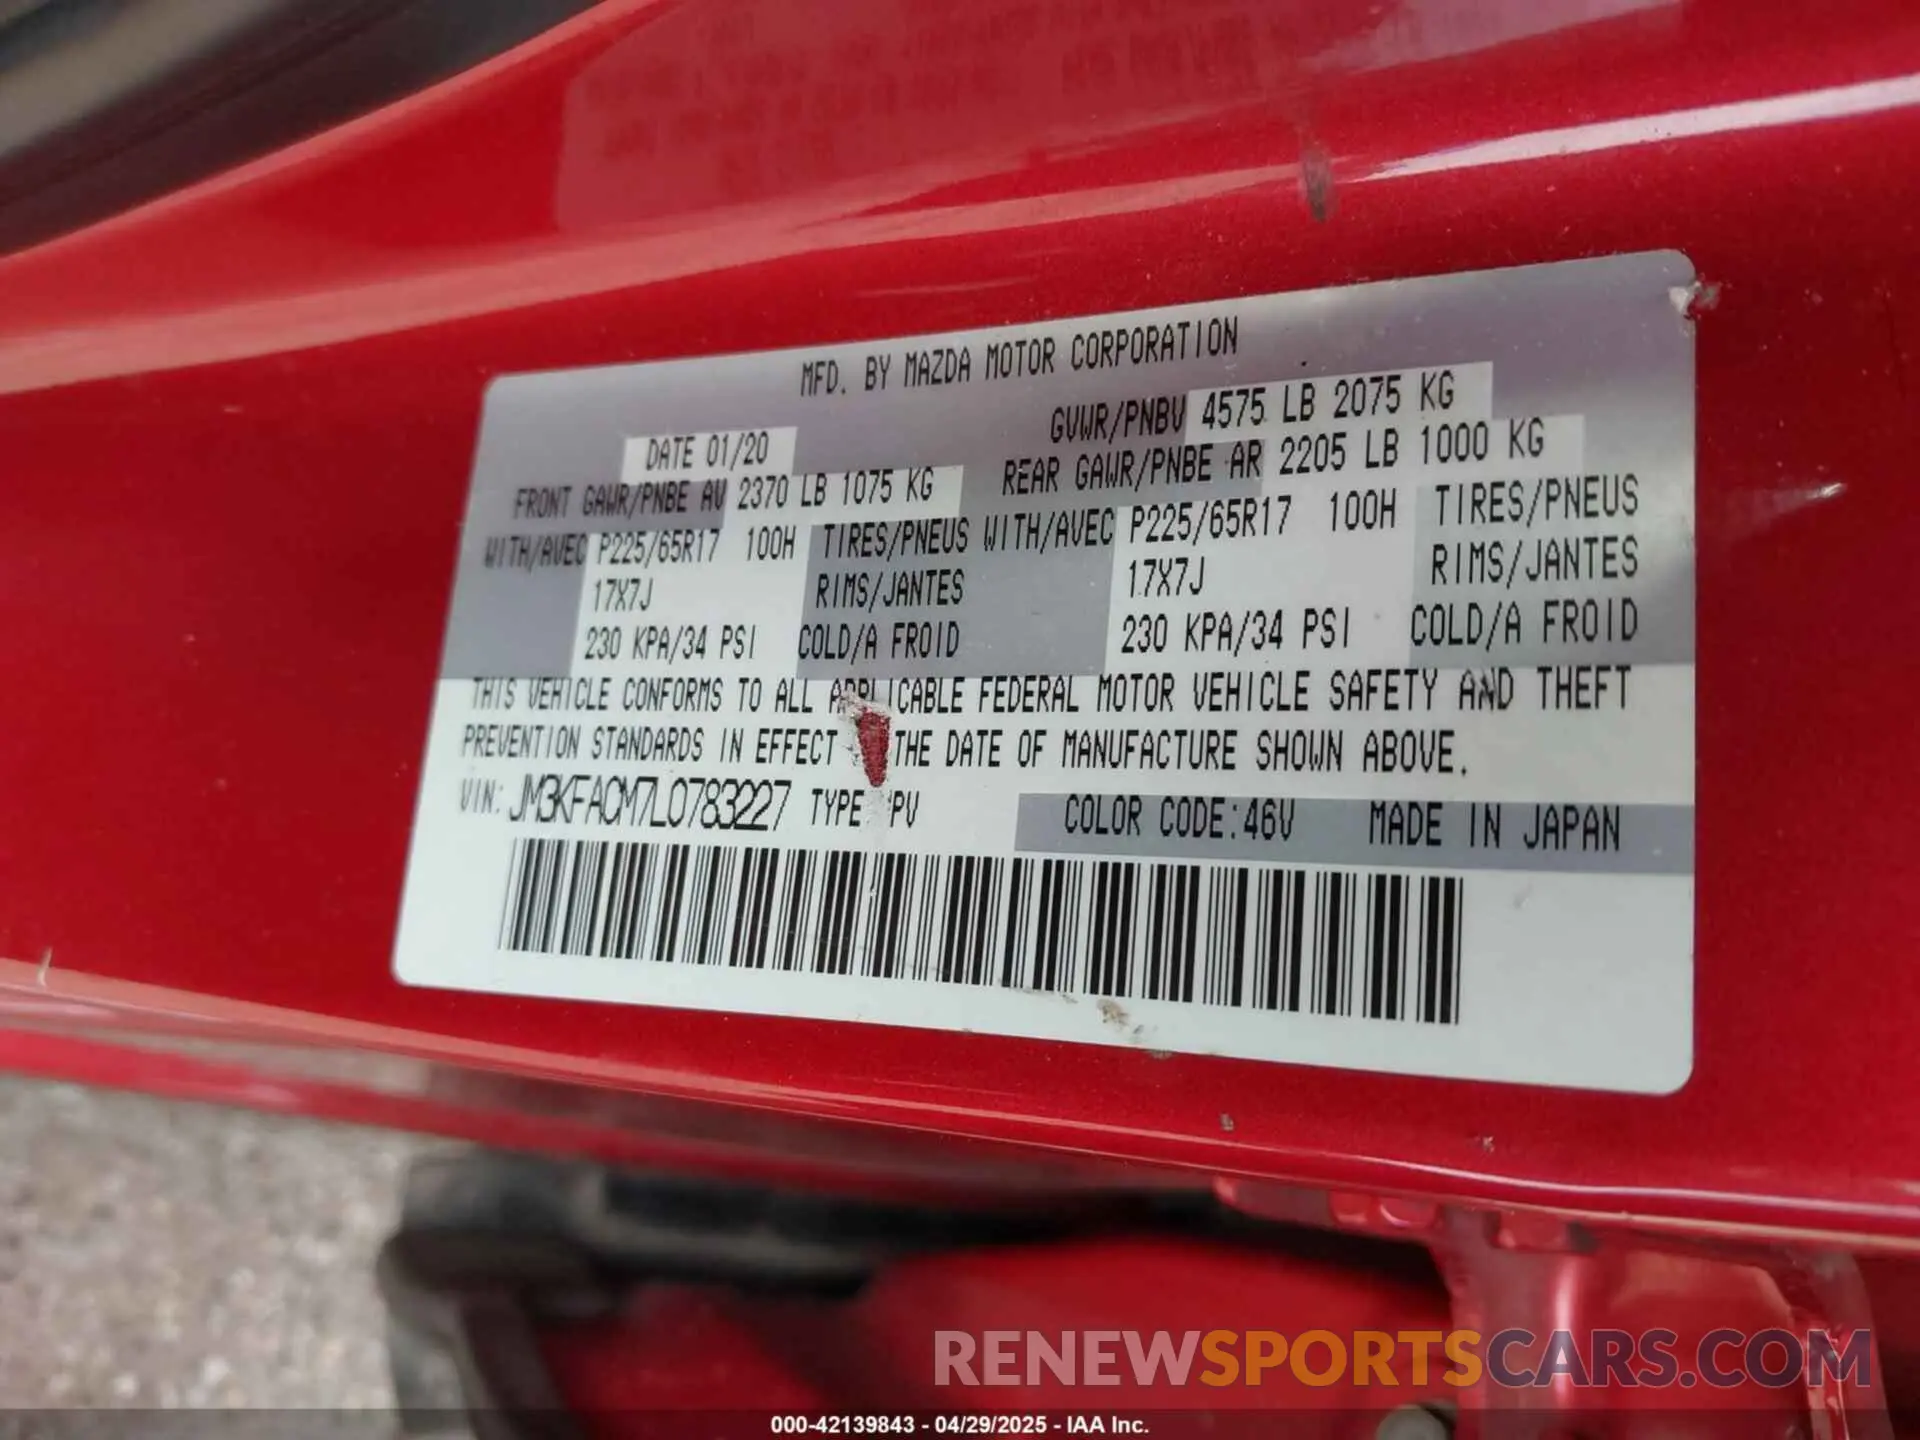 MFD. BY MAZDA MOTOR CORPORATION
DATE 01/20 GVWR/PNBV 4575 LB 2075 KG
FRONT GAWR/PNBE AV 2370 LB 1075 KG REAR GAWR/PNBE AR 2205 LB 1000 KG
WITH/AVEC P225/65R17 100H TIRES/PNEUS WITH/AVEC P225/65R17 100H TIRES/PNEUS
17X7J RIMS/JANTES 17X7J RIMS/JANTES
230 KPA/34 PSI COLD/A FROID 230 KPA/34 PSI COLD/A FROID
THIS VEHICLE CONFORMS TO ALL APPLICABLE FEDERAL MOTOR VEHICLE SAFETY AND THEFT
PREVENTION STANDARDS IN EFFECT THE DATE OF MANUFACTURE SHOWN ABOVE.
VIN: JM3KFACM7L0783227 TYPE PV COLOR CODE:46V MADE IN JAPAN
RENEWSPORTSCARS.COM
000-42139843 - 04/29/2025 - IAA Inc.